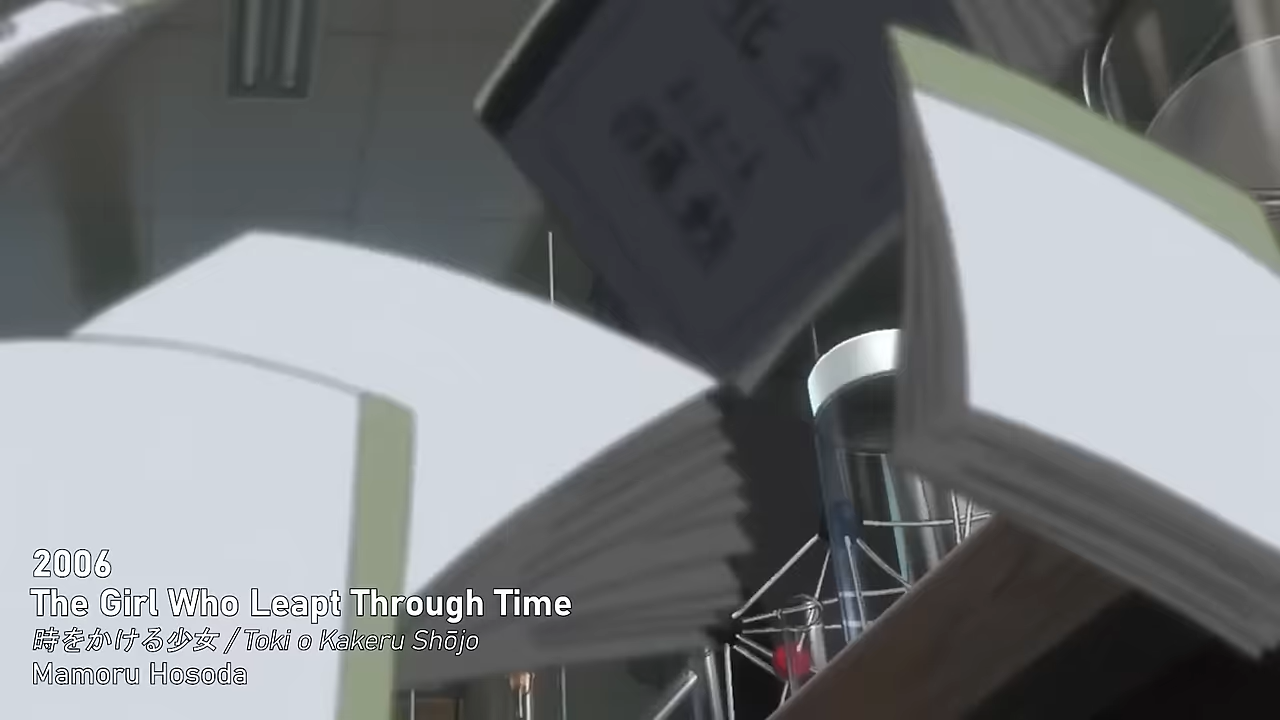 2006
The Girl Who Leapt Through Time
時をかける少女 / Toki o Kakeru Shōjo
Mamoru Hosoda